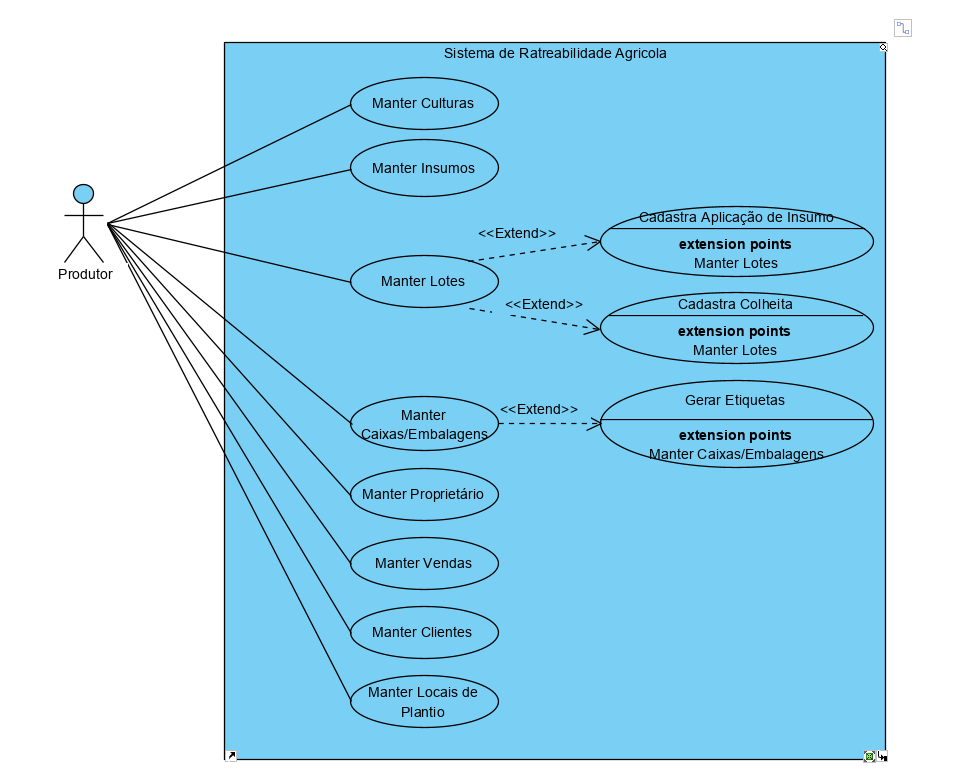 Sistema de Ratreabilidade Agricola
Manter Culturas
Manter Insumos
Produtor
Manter Lotes
<<Extend>>
Cadastra Aplicação de Insumo
extension points
Manter Lotes
<<Extend>>
Cadastra Colheita
extension points
Manter Lotes
Manter
Caixas/Embalagens
<<Extend>>
Gerar Etiquetas
extension points
Manter Caixas/Embalagens
Manter Proprietário
Manter Vendas
Manter Clientes
Manter Locais de
Plantio